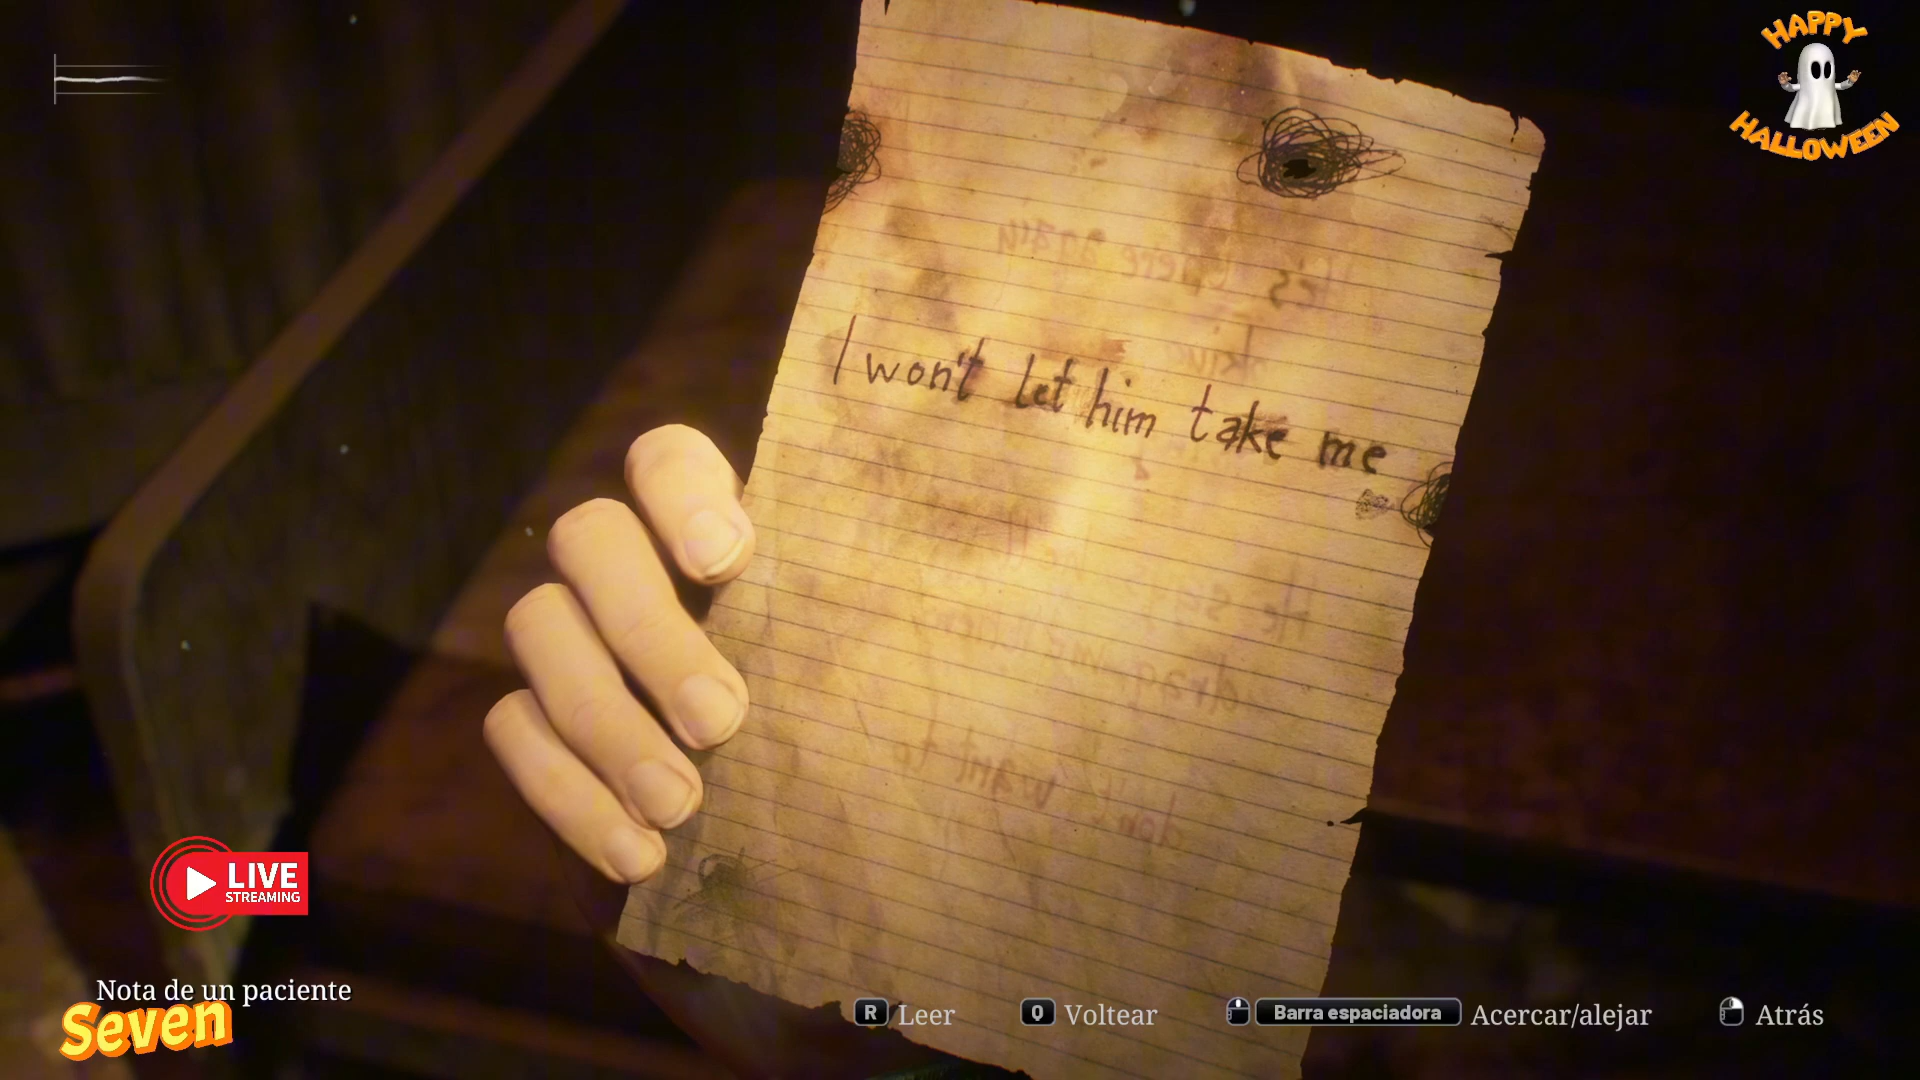 HAPPY
HALLOWEEN
I won't let him take me
LIVE
STREAMING
Nota de un paciente
Seven
R Leer
Q Voltear
Barra espaciadora Acercar/alejar
Atrás